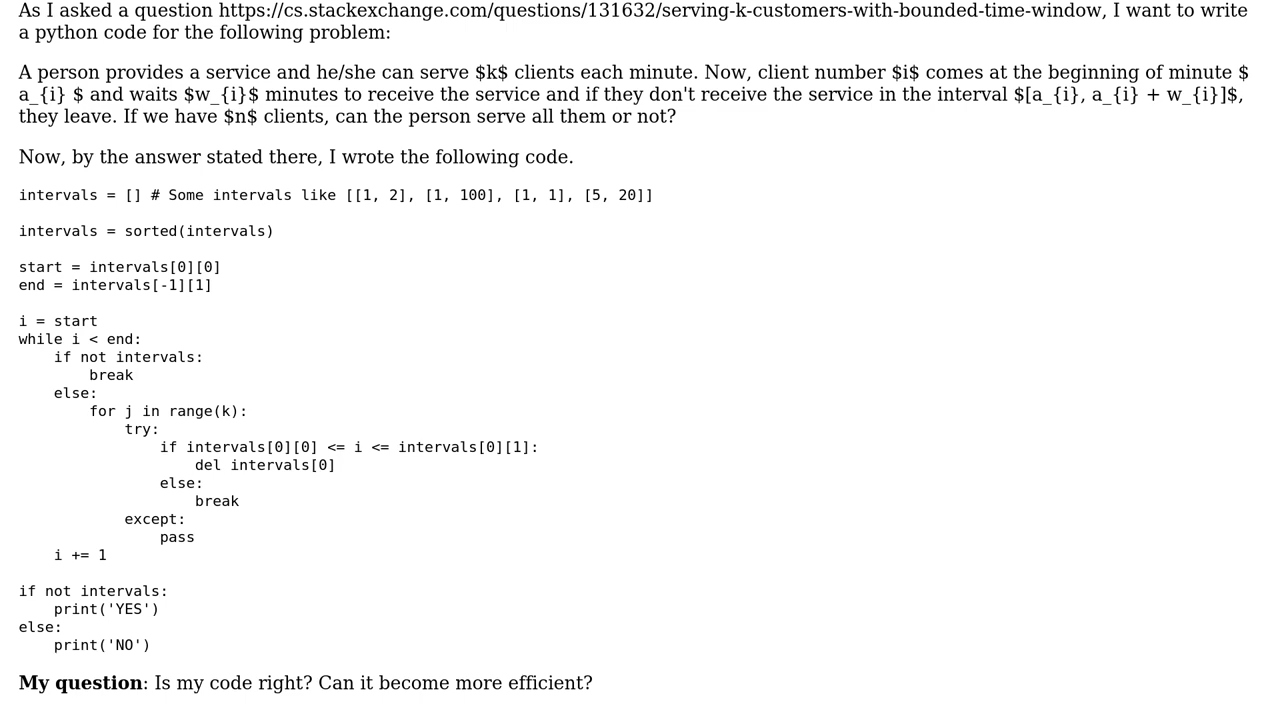 As I asked a question https://cs.stackexchange.com/questions/131632/serving-k-customers-with-bounded-time-window, I want to write
a python code for the following problem:
A person provides a service and he/she can serve $k$ clients each minute. Now, client number $i$ comes at the beginning of minute $
a_{i} $ and waits $w_{i}$ minutes to receive the service and if they don't receive the service in the interval $[a_{i}, a_{i} + w_{i}]$,
they leave. If we have $n$ clients, can the person serve all them or not?
Now, by the answer stated there, I wrote the following code.
intervals = [] # Some intervals like [[1, 2], [1, 100], [1, 1], [5, 20]]
intervals = sorted(intervals)
start = intervals[0][0]
end = intervals[-1][1]
i = start
while i < end:
    if not intervals:
        break
    else:
        for j in range(k):
            try:
                if intervals[0][0] <= i <= intervals[0][1]:
                    del intervals[0]
                else:
                    break
            except:
                pass
    i += 1
if not intervals:
    print('YES')
else:
    print('NO')
My question: Is my code right? Can it become more efficient?